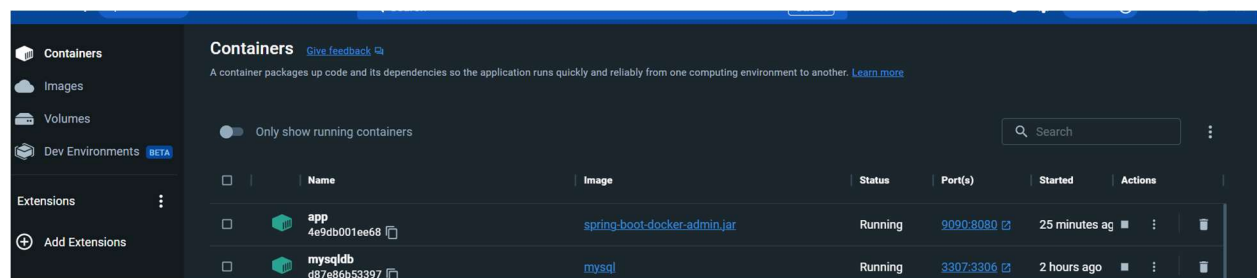 Containers
Containers Give feedback
A container packages up code and its dependencies so the application runs quickly and reliably from one computing environment to another. Learn more
Images
Volumes
Only show running containers
Search
Dev Environments BETA
Name Image Status Port(s) Started Actions
Extensions
app
4e9db001ee68
spring-boot-docker-admin.jar Running 9090:8080 25 minutes ag
Add Extensions
mysqldb
d87e86b53397
mysql Running 3307:3306 2 hours ago